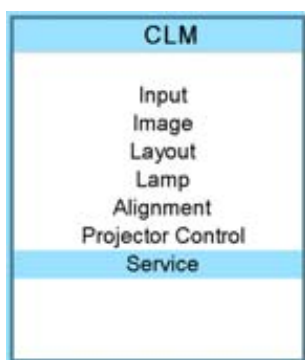 CLM
Input
Image
Layout
Lamp
Alignment
Projector Control
Service